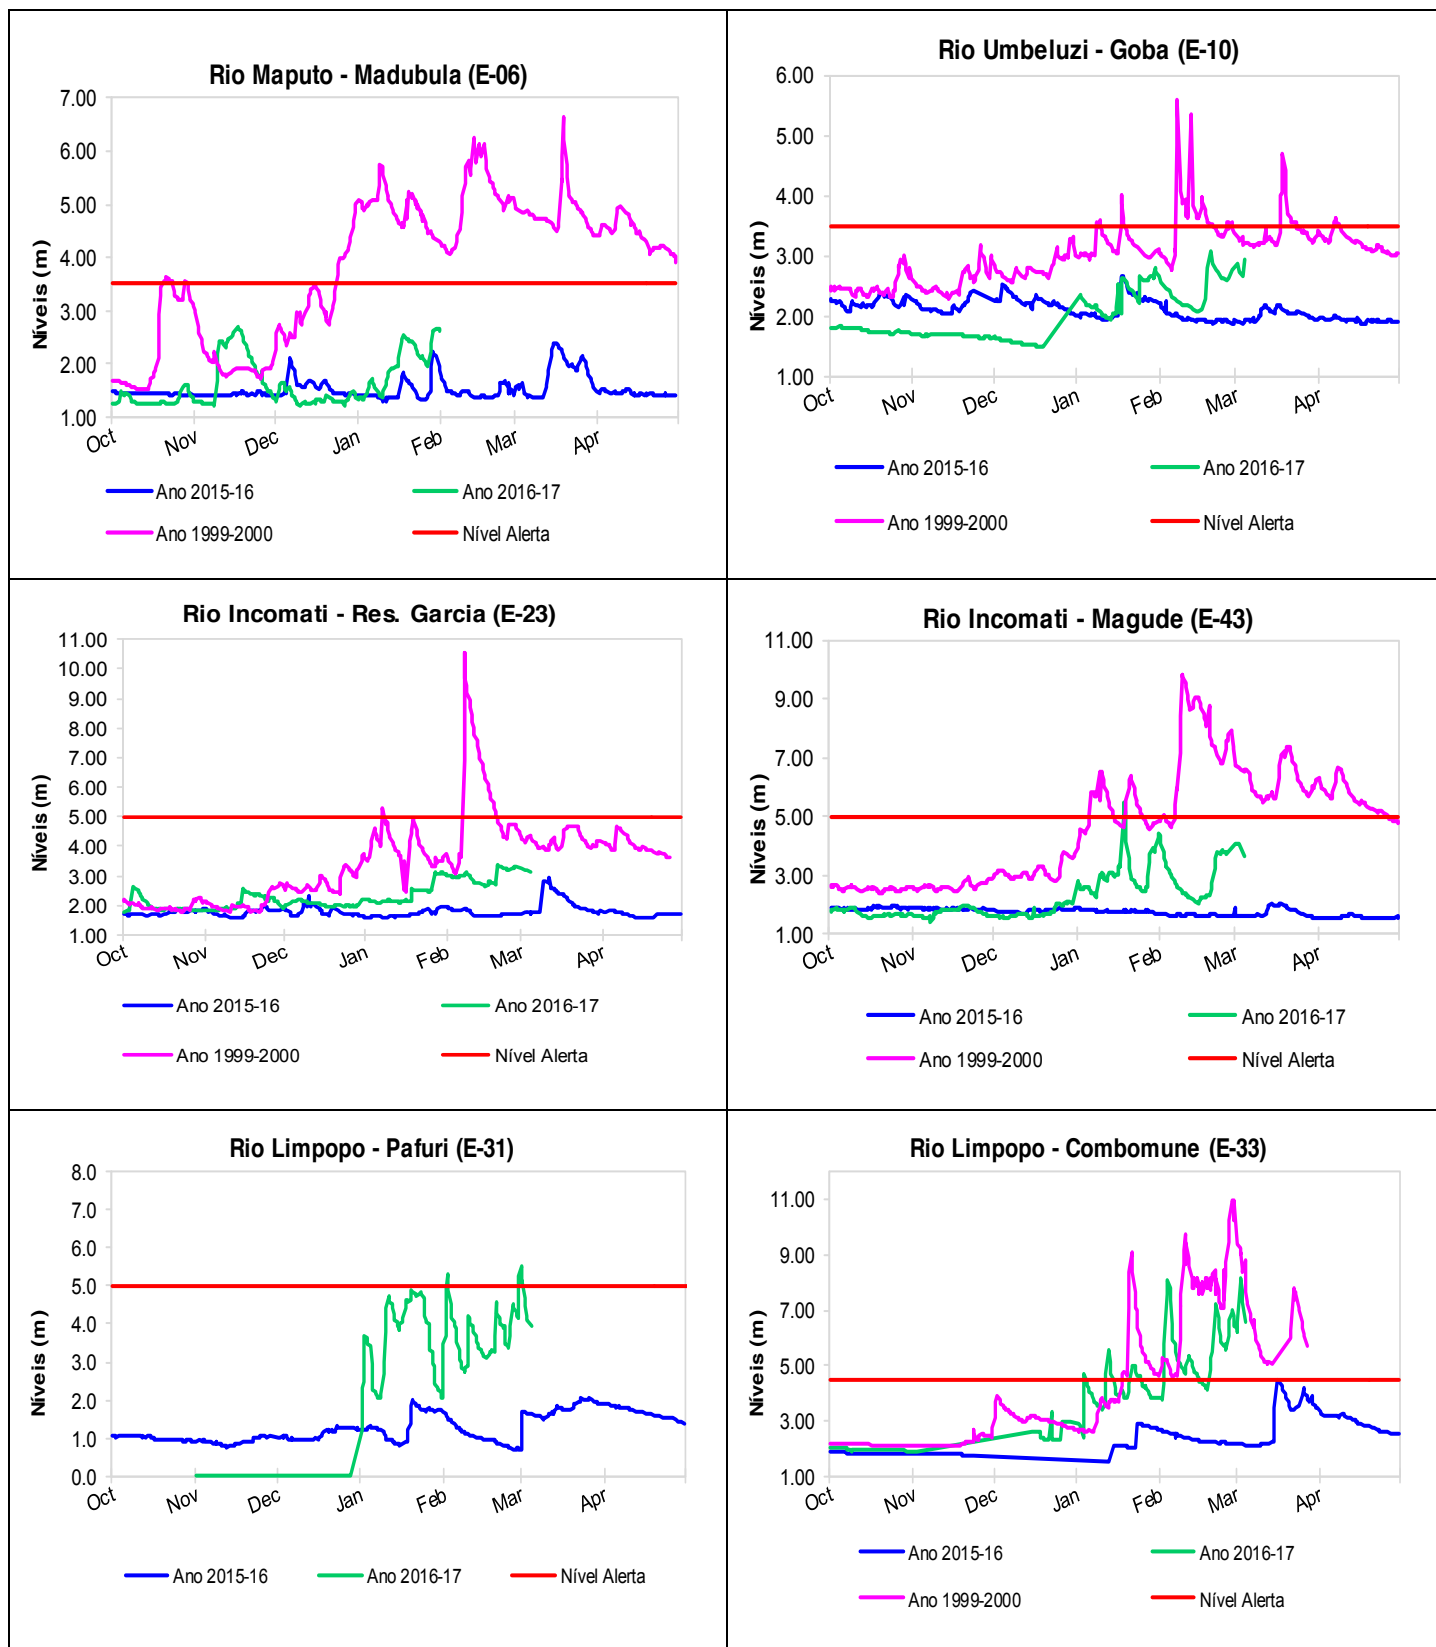 Rio Maputo - Madubula (E-06)
Níveis (m)
7.00
6.00
5.00
4.00
3.00
2.00
1.00
Oct Nov Dec Jan Feb Mar Apr
Ano 2015-16 Ano 2016-17
Ano 1999-2000 Nível Alerta
Rio Umbeluzi - Goba (E-10)
Níveis (m)
6.00
5.00
4.00
3.00
2.00
1.00
Oct Nov Dec Jan Feb Mar Apr
Ano 2015-16 Ano 2016-17
Ano 1999-2000 Nível Alerta
Rio Incomati - Res. Garcia (E-23)
Níveis (m)
11.00
10.00
9.00
8.00
7.00
6.00
5.00
4.00
3.00
2.00
1.00
Oct Nov Dec Jan Feb Mar Apr
Ano 2015-16 Ano 2016-17
Ano 1999-2000 Nível Alerta
Rio Incomati - Magude (E-43)
Níveis (m)
11.00
9.00
7.00
5.00
3.00
1.00
Oct Nov Dec Jan Feb Mar Apr
Ano 2015-16 Ano 2016-17
Ano 1999-2000 Nível Alerta
Rio Limpopo - Pafuri (E-31)
Níveis (m)
8.0
7.0
6.0
5.0
4.0
3.0
2.0
1.0
0.0
Oct Nov Dec Jan Feb Mar Apr
Ano 2015-16 Ano 2016-17 Nível Alerta
Rio Limpopo - Combomune (E-33)
Níveis (m)
11.00
9.00
7.00
5.00
3.00
1.00
Oct Nov Dec Jan Feb Mar Apr
Ano 2015-16 Ano 2016-17
Ano 1999-2000 Nível Alerta